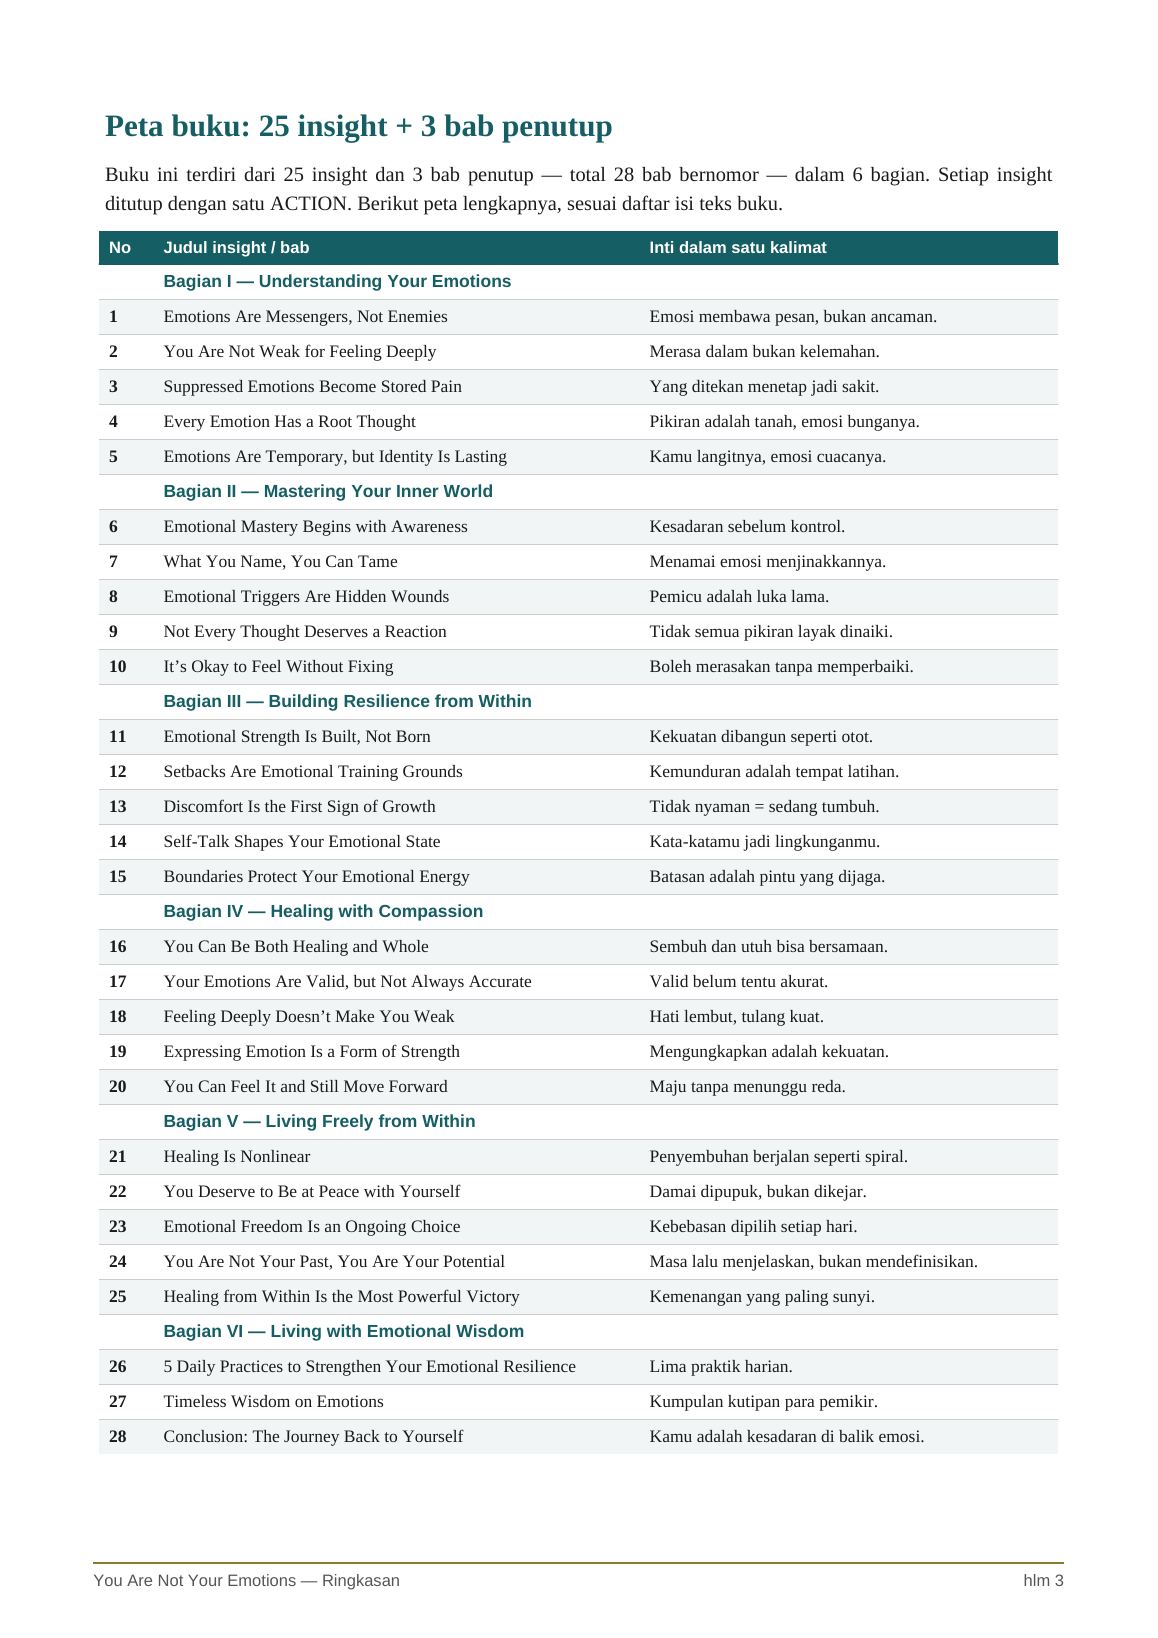 Peta buku: 25 insight + 3 bab penutup
Buku ini terdiri dari 25 insight dan 3 bab penutup — total 28 bab bernomor — dalam 6 bagian. Setiap insight
ditutup dengan satu ACTION. Berikut peta lengkapnya, sesuai daftar isi teks buku.
No Judul insight / bab Inti dalam satu kalimat
Bagian I — Understanding Your Emotions
1 Emotions Are Messengers, Not Enemies Emosi membawa pesan, bukan ancaman.
2 You Are Not Weak for Feeling Deeply Merasa dalam bukan kelemahan.
3 Suppressed Emotions Become Stored Pain Yang ditekan menetap jadi sakit.
4 Every Emotion Has a Root Thought Pikiran adalah tanah, emosi bunganya.
5 Emotions Are Temporary, but Identity Is Lasting Kamu langitnya, emosi cuacanya.
Bagian II — Mastering Your Inner World
6 Emotional Mastery Begins with Awareness Kesadaran sebelum kontrol.
7 What You Name, You Can Tame Menamai emosi menjinakkannya.
8 Emotional Triggers Are Hidden Wounds Pemicu adalah luka lama.
9 Not Every Thought Deserves a Reaction Tidak semua pikiran layak dinaiki.
10 It’s Okay to Feel Without Fixing Boleh merasakan tanpa memperbaiki.
Bagian III — Building Resilience from Within
11 Emotional Strength Is Built, Not Born Kekuatan dibangun seperti otot.
12 Setbacks Are Emotional Training Grounds Kemunduran adalah tempat latihan.
13 Discomfort Is the First Sign of Growth Tidak nyaman = sedang tumbuh.
14 Self-Talk Shapes Your Emotional State Kata-katamu jadi lingkunganmu.
15 Boundaries Protect Your Emotional Energy Batasan adalah pintu yang dijaga.
Bagian IV — Healing with Compassion
16 You Can Be Both Healing and Whole Sembuh dan utuh bisa bersamaan.
17 Your Emotions Are Valid, but Not Always Accurate Valid belum tentu akurat.
18 Feeling Deeply Doesn’t Make You Weak Hati lembut, tulang kuat.
19 Expressing Emotion Is a Form of Strength Mengungkapkan adalah kekuatan.
20 You Can Feel It and Still Move Forward Maju tanpa menunggu reda.
Bagian V — Living Freely from Within
21 Healing Is Nonlinear Penyembuhan berjalan seperti spiral.
22 You Deserve to Be at Peace with Yourself Damai dipupuk, bukan dikejar.
23 Emotional Freedom Is an Ongoing Choice Kebebasan dipilih setiap hari.
24 You Are Not Your Past, You Are Your Potential Masa lalu menjelaskan, bukan mendefinisikan.
25 Healing from Within Is the Most Powerful Victory Kemenangan yang paling sunyi.
Bagian VI — Living with Emotional Wisdom
26 5 Daily Practices to Strengthen Your Emotional Resilience Lima praktik harian.
27 Timeless Wisdom on Emotions Kumpulan kutipan para pemikir.
28 Conclusion: The Journey Back to Yourself Kamu adalah kesadaran di balik emosi.
You Are Not Your Emotions — Ringkasan hlm 3